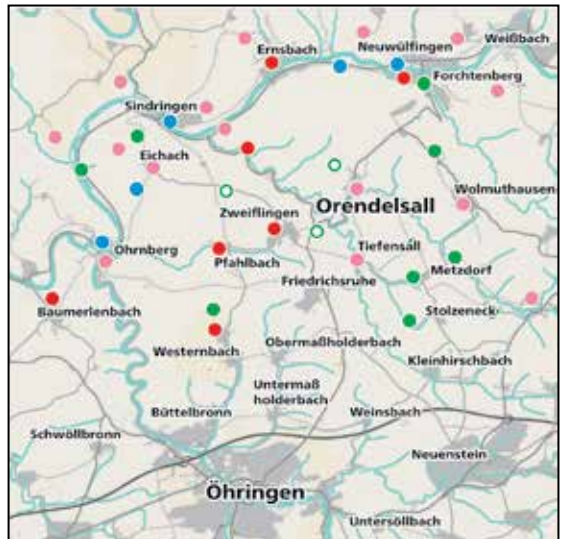 Weißbach
Ernsbach
Neuwülfingen
Forchtenberg
Sindringen
Eichach
Wolmuthausen
Orendelsall
Zweiflingen
Ohrnberg
Tiefensall
Pfahlbach
Metzdorf
Friedrichsruhe
Baumerlenbach
Stolzeneck
Obermaßholderbach
Westernbach
Kleinhirschbach
Untermaß
holderbach
Büttelbronn
Weinsbach
Schwöllbronn
Neuenstein
Öhringen
Untersöllbach